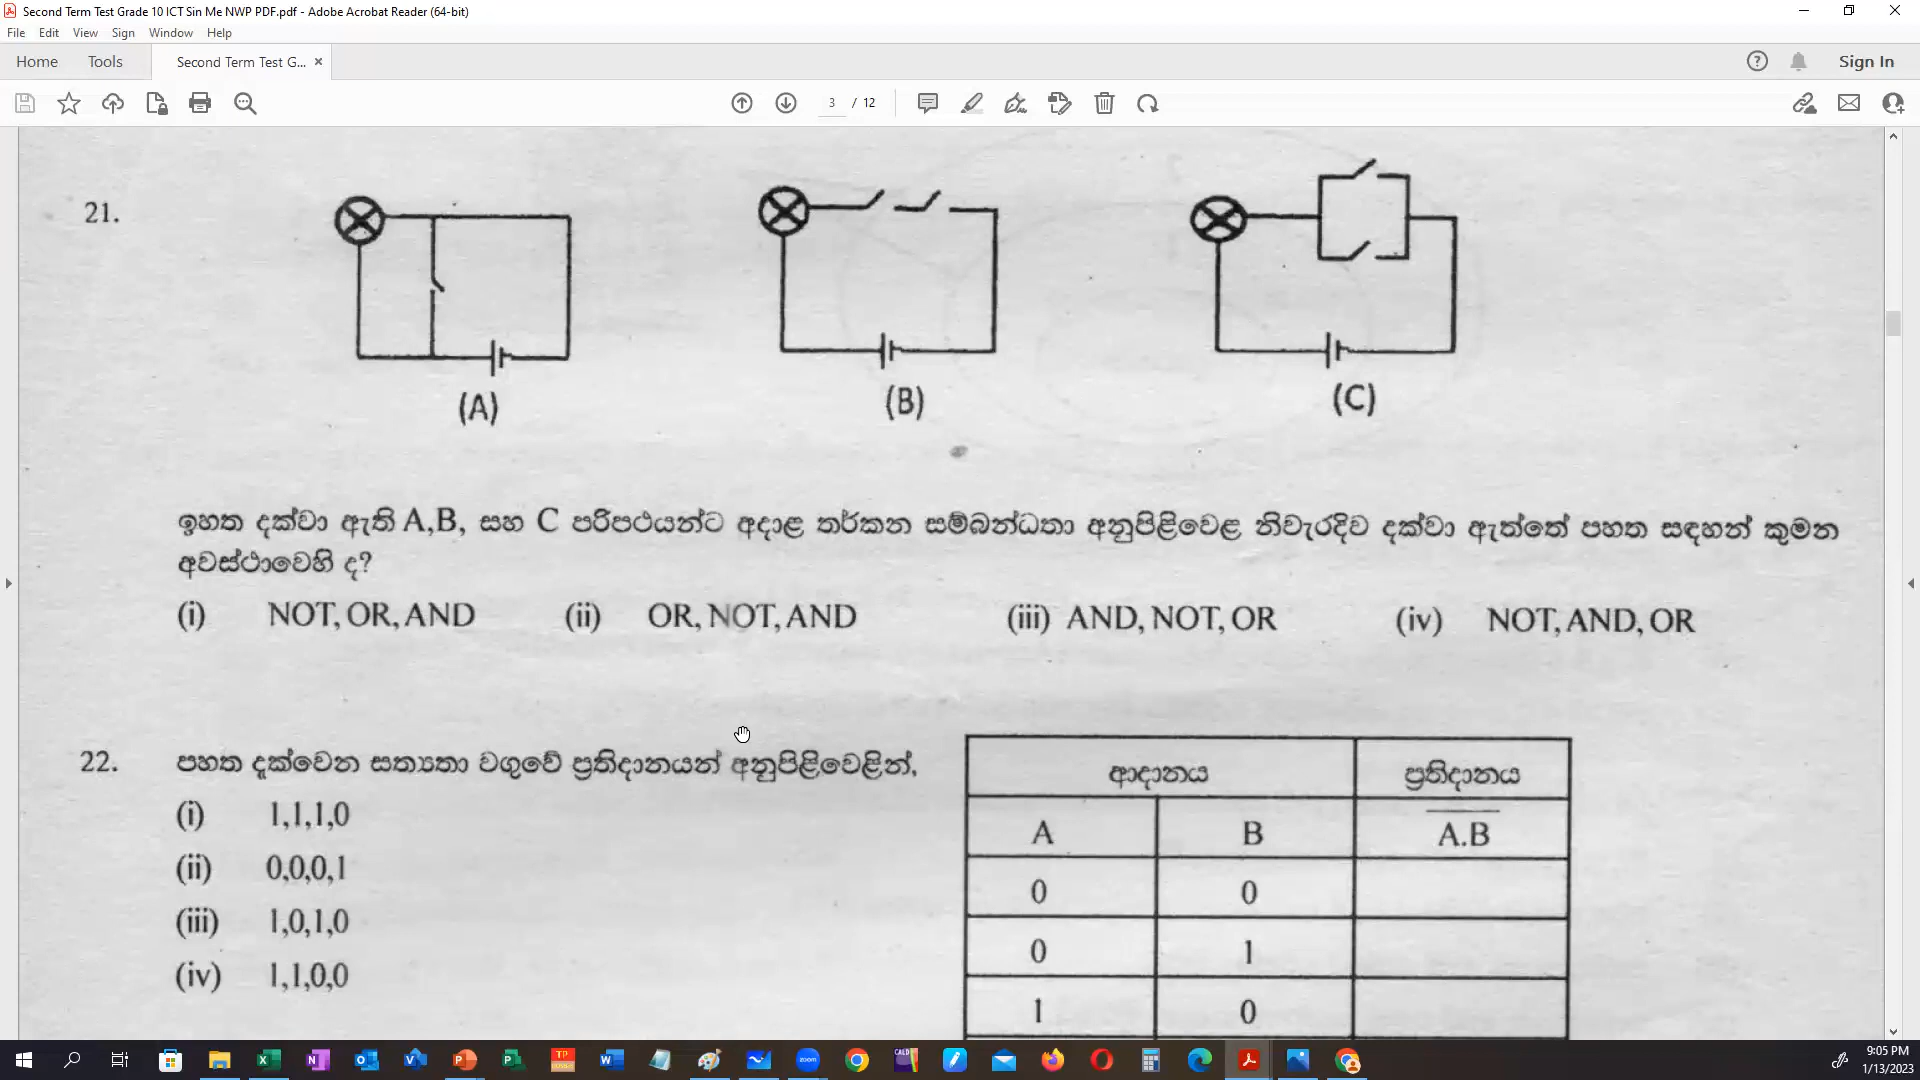 Second Term Test Grade 10 ICT Sin Me NWP PDF.pdf - Adobe Acrobat Reader (64-bit)
File Edit View Sign Window Help
Home Tools Second Term Test G... × Sign In
3 / 12
21.
(A) (B) (C)
ඉහත දක්වා ඇති A,B, සහ C පරිපථයන්ට අදාළ තර්කන සම්බන්ධතා අනුපිළිවෙළ නිවැරදිව දක්වා ඇත්තේ පහත සඳහන් කුමන
අවස්ථාවෙහි ද?
(i) NOT, OR, AND (ii) OR, NOT, AND (iii) AND, NOT, OR (iv) NOT, AND, OR
22. පහත දැක්වෙන සත්‍යතා වගුවේ ප්‍රතිදානයන් අනුපිළිවෙළින්,
(i) 1,1,1,0
(ii) 0,0,0,1
(iii) 1,0,1,0
(iv) 1,1,0,0
ආදානය ප්‍රතිදානය
A B A.B
0 0
0 1
1 0
9:05 PM
1/13/2023